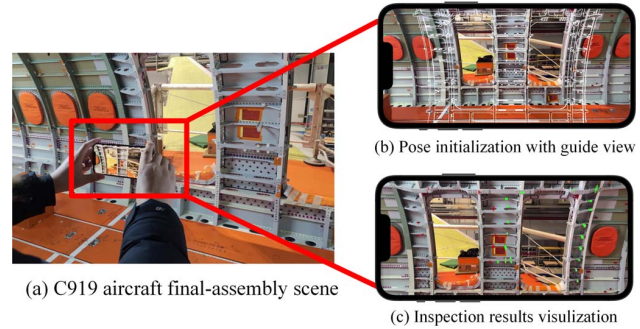 (a) C919 aircraft final-assembly scene
(b) Pose initialization with guide view
(c) Inspection results visulization